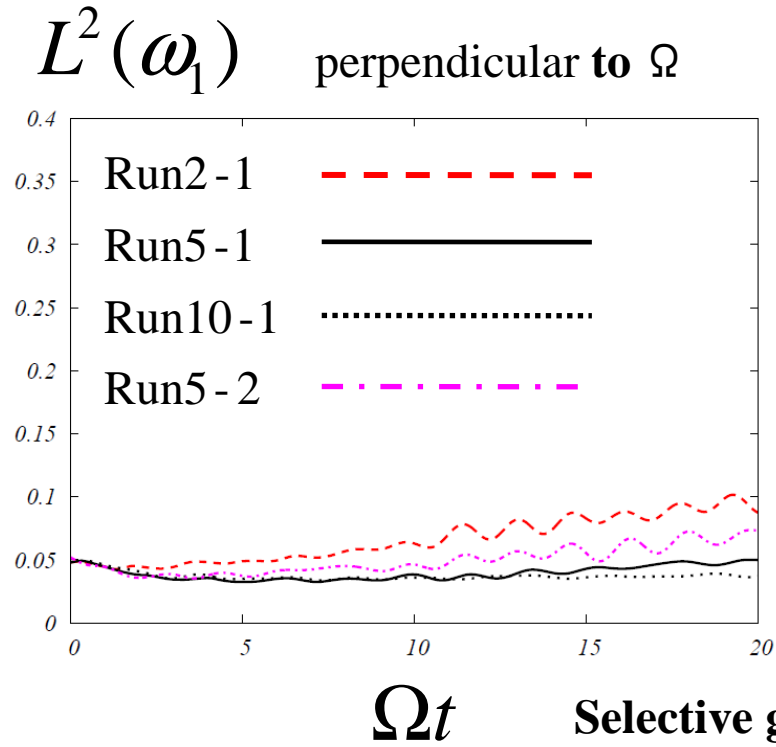 L²(ω₁) perpendicular to Ω
0.4
0.35
0.3
0.25
0.2
0.15
0.1
0.05
0
Run2-1
Run5-1
Run10-1
Run5-2
0 5 10 15 20
Ωt Selective g